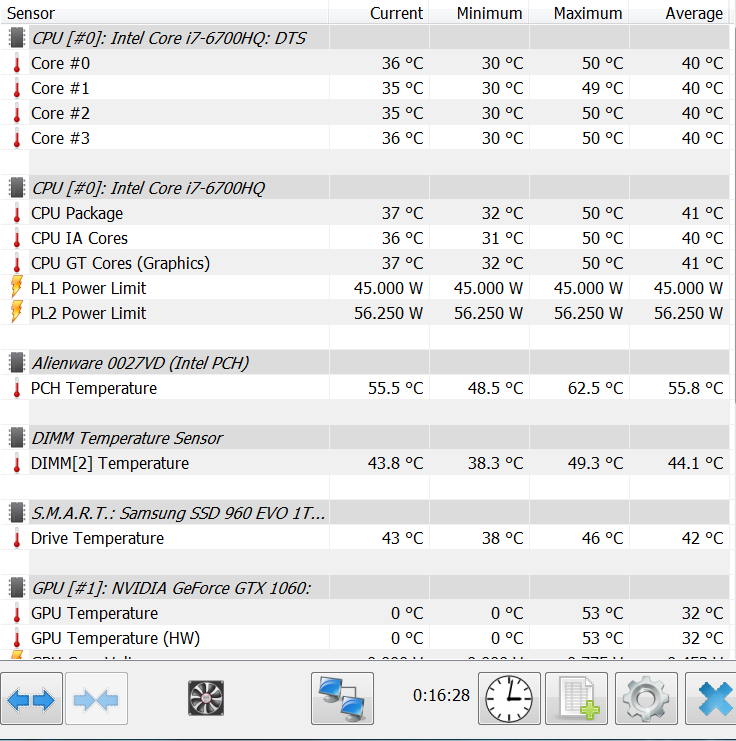 Sensor Current Minimum Maximum Average
CPU [#0]: Intel Core i7-6700HQ: DTS
Core #0 36 °C 30 °C 50 °C 40 °C
Core #1 35 °C 30 °C 49 °C 40 °C
Core #2 35 °C 30 °C 50 °C 40 °C
Core #3 36 °C 30 °C 50 °C 40 °C
CPU [#0]: Intel Core i7-6700HQ
CPU Package 37 °C 32 °C 50 °C 41 °C
CPU IA Cores 36 °C 31 °C 50 °C 40 °C
CPU GT Cores (Graphics) 37 °C 32 °C 50 °C 41 °C
PL1 Power Limit 45.000 W 45.000 W 45.000 W 45.000 W
PL2 Power Limit 56.250 W 56.250 W 56.250 W 56.250 W
Alienware 0027VD (Intel PCH)
PCH Temperature 55.5 °C 48.5 °C 62.5 °C 55.8 °C
DIMM Temperature Sensor
DIMM[2] Temperature 43.8 °C 38.3 °C 49.3 °C 44.1 °C
S.M.A.R.T.: Samsung SSD 960 EVO 1T...
Drive Temperature 43 °C 38 °C 46 °C 42 °C
GPU [#1]: NVIDIA GeForce GTX 1060:
GPU Temperature 0 °C 0 °C 53 °C 32 °C
GPU Temperature (HW) 0 °C 0 °C 53 °C 32 °C
0:16:28